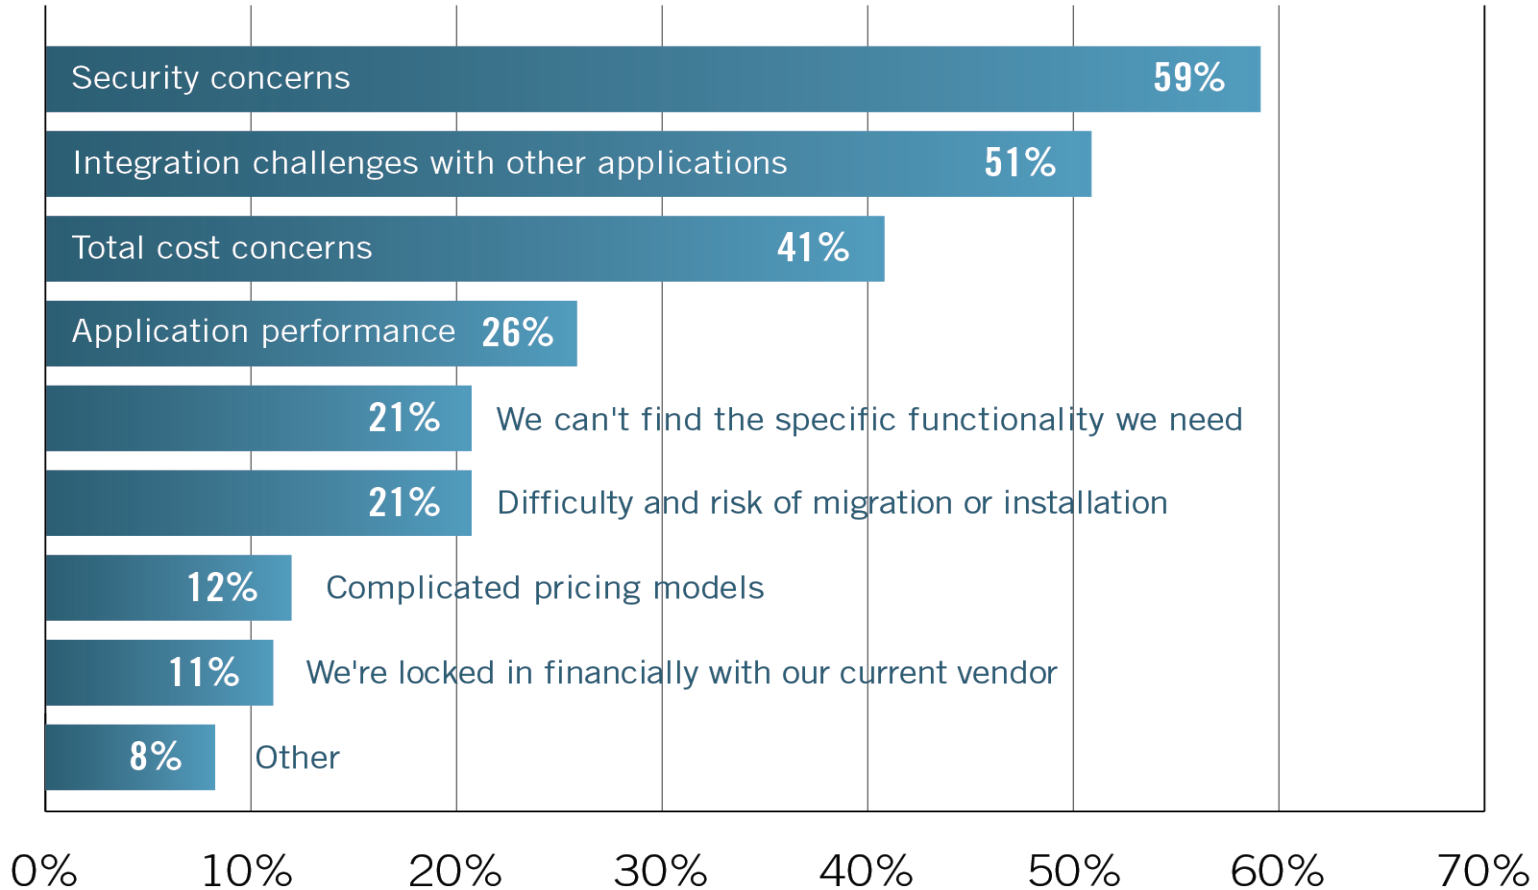 Security concerns 59%
Integration challenges with other applications 51%
Total cost concerns 41%
Application performance 26%
21% We can't find the specific functionality we need
21% Difficulty and risk of migration or installation
12% Complicated pricing models
11% We're locked in financially with our current vendor
8% Other
0% 10% 20% 30% 40% 50% 60% 70%